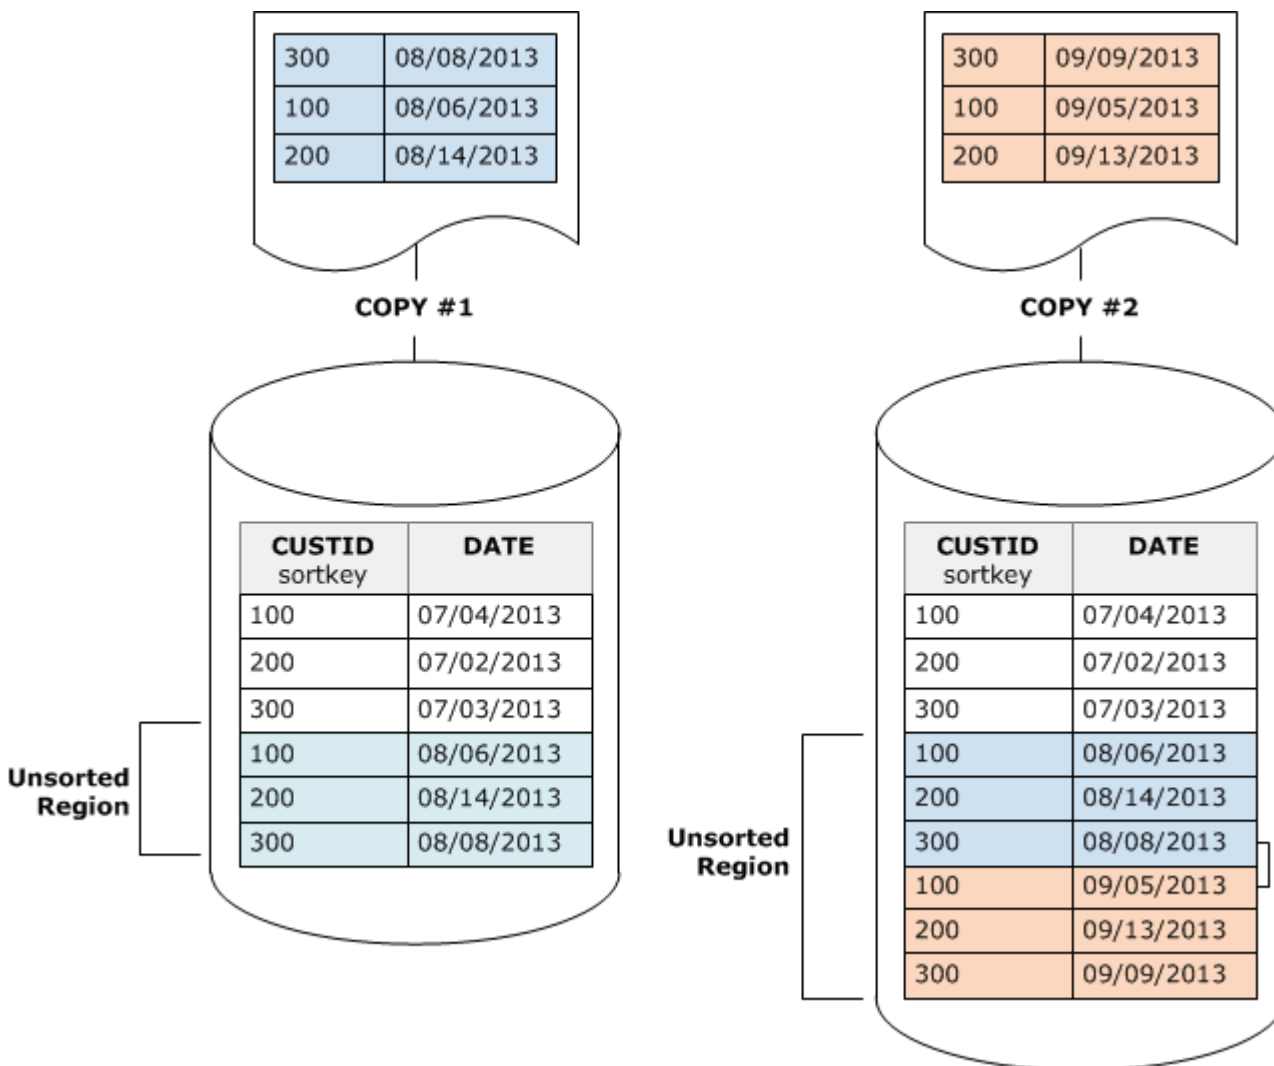 300 08/08/2013
100 08/06/2013
200 08/14/2013
COPY #1
CUSTID DATE
sortkey
100 07/04/2013
200 07/02/2013
300 07/03/2013
100 08/06/2013
200 08/14/2013
300 08/08/2013
Unsorted
Region
300 09/09/2013
100 09/05/2013
200 09/13/2013
COPY #2
CUSTID DATE
sortkey
100 07/04/2013
200 07/02/2013
300 07/03/2013
100 08/06/2013
200 08/14/2013
300 08/08/2013
100 09/05/2013
200 09/13/2013
300 09/09/2013
Unsorted
Region